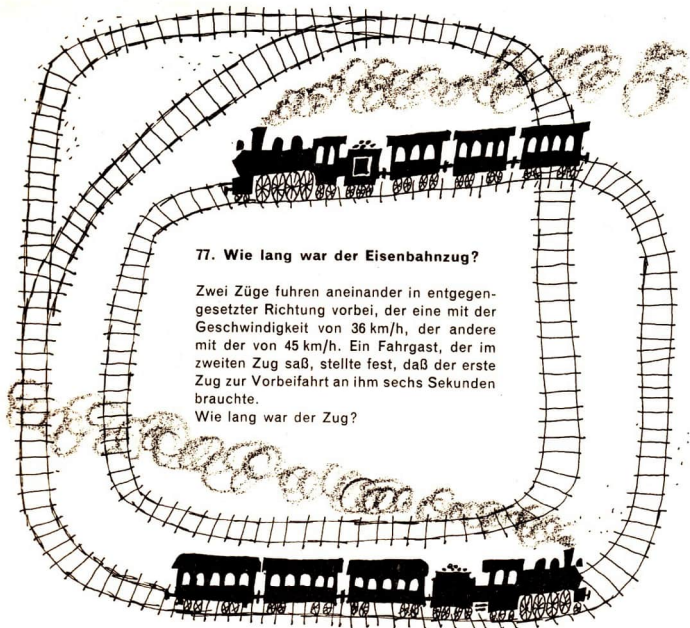 77. Wie lang war der Eisenbahnzug?
Zwei Züge fuhren aneinander in entgegen-
gesetzter Richtung vorbei, der eine mit der
Geschwindigkeit von 36 km/h, der andere
mit der von 45 km/h. Ein Fahrgast, der im
zweiten Zug saß, stellte fest, daß der erste
Zug zur Vorbeifahrt an ihm sechs Sekunden
brauchte.
Wie lang war der Zug?